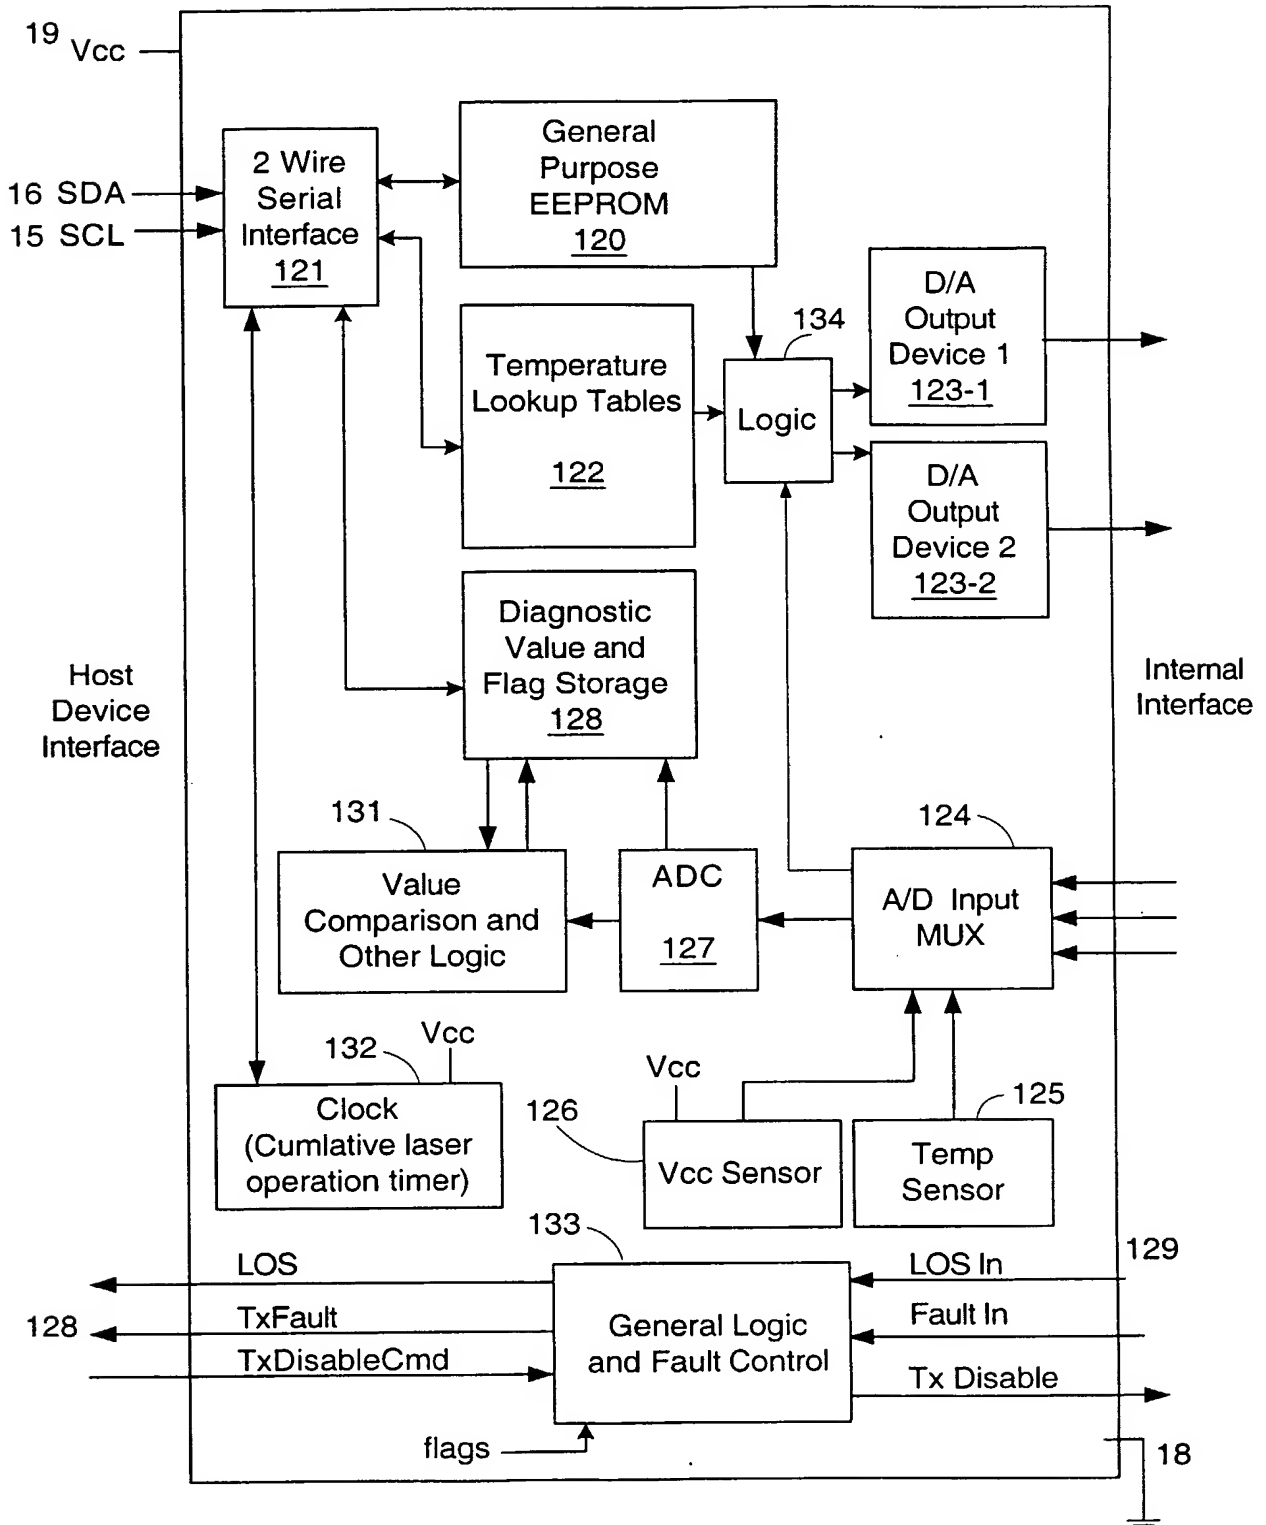 19 Vcc
16 SDA
15 SCL
2 Wire
Serial
Interface
121
General
Purpose
EEPROM
120
Temperature
Lookup Tables
122
134
Logic
D/A
Output
Device 1
123-1
D/A
Output
Device 2
123-2
Diagnostic
Value and
Flag Storage
128
Host
Device
Interface
Internal
Interface
131
Value
Comparison and
Other Logic
ADC
127
124
A/D Input
MUX
132
Vcc
Clock
(Cumlative laser
operation timer)
Vcc
126
Vcc Sensor
125
Temp
Sensor
133
General Logic
and Fault Control
LOS
TxFault
128
TxDisableCmd
flags
129
LOS In
Fault In
Tx Disable
18